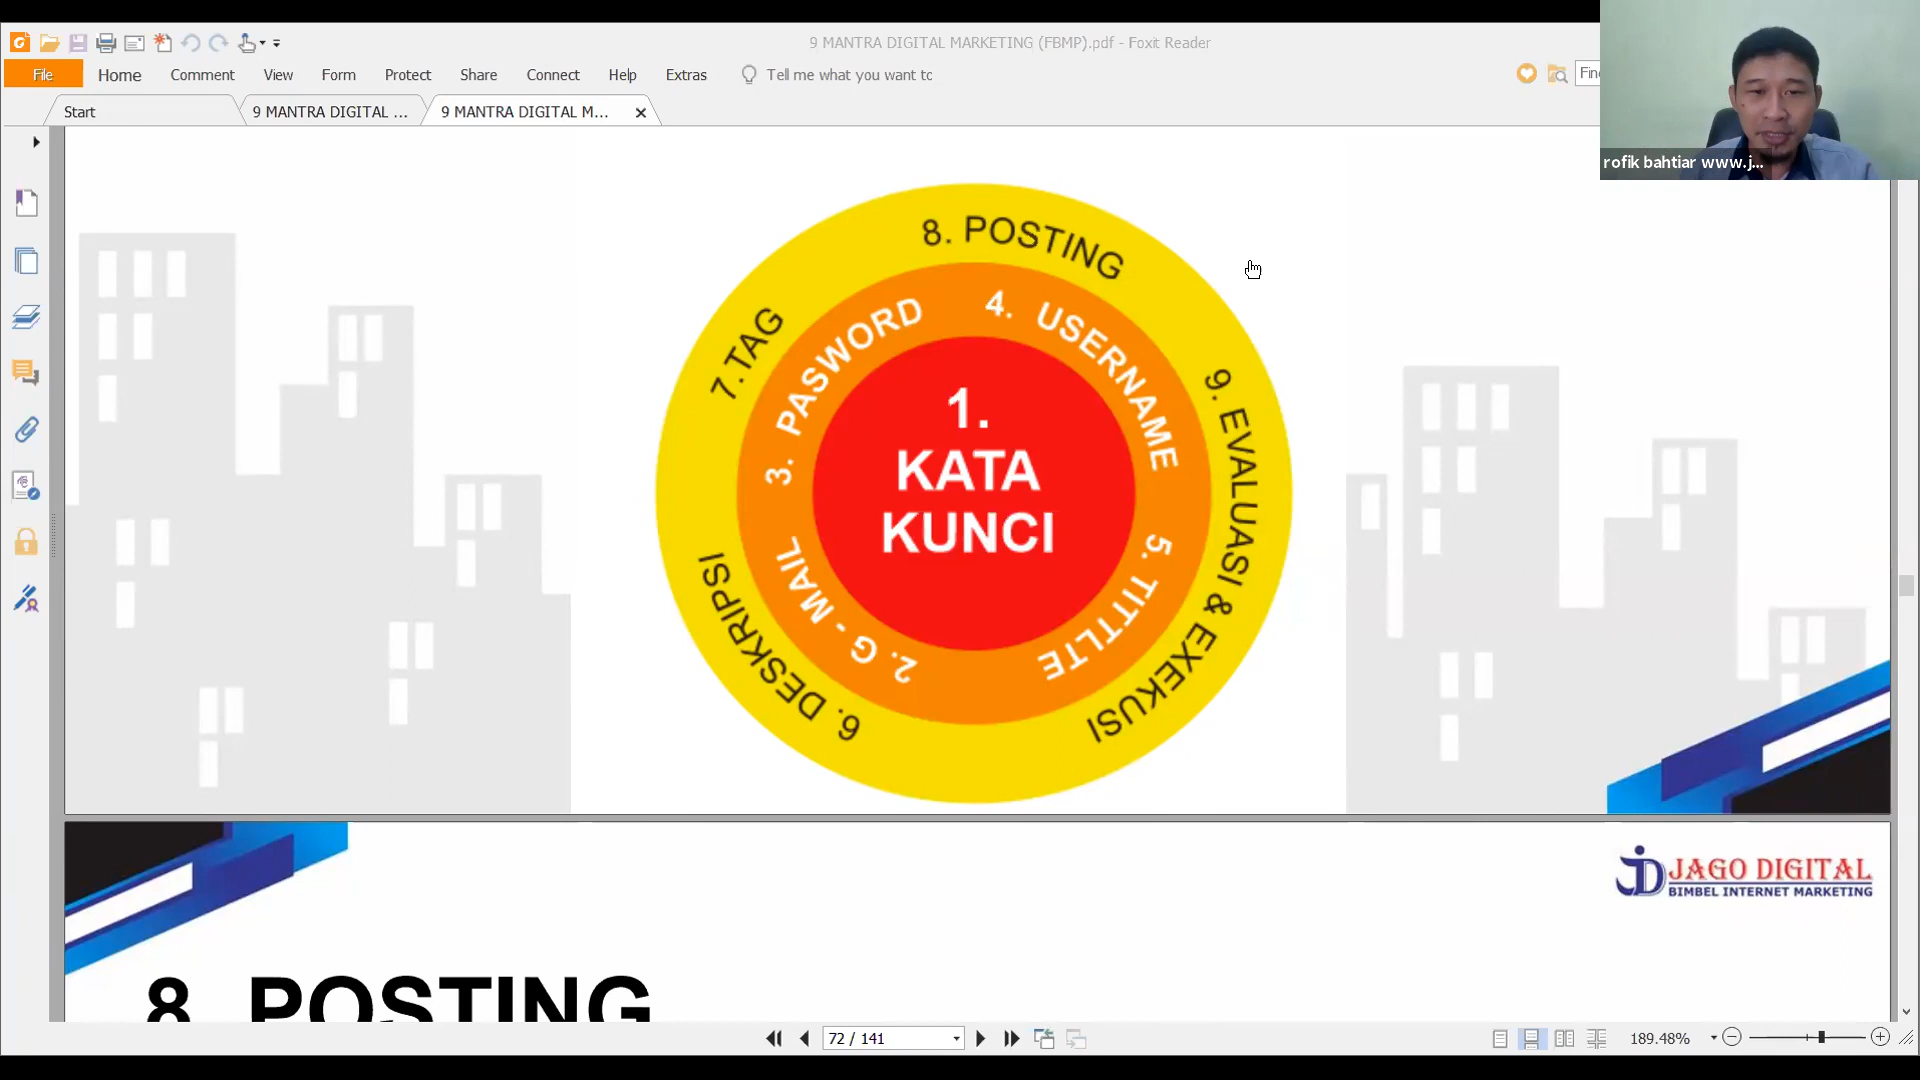 9 MANTRA DIGITAL MARKETING (FBMP).pdf - Foxit Reader
File Home Comment View Form Protect Share Connect Help Extras Tell me what you want to
Start 9 MANTRA DIGITAL ... 9 MANTRA DIGITAL M...
rofik bahtiar www.j...
1.
KATA
KUNCI
2. G - MAIL
3. PASWORD
4. USERNAME
5. TITTLTE
6. DESKRIPSI
7.TAG
8. POSTING
9. EVALUASI & EXEKUSI
JD JAGO DIGITAL
BIMBEL INTERNET MARKETING
8 POSTING
72 / 141
189.48%